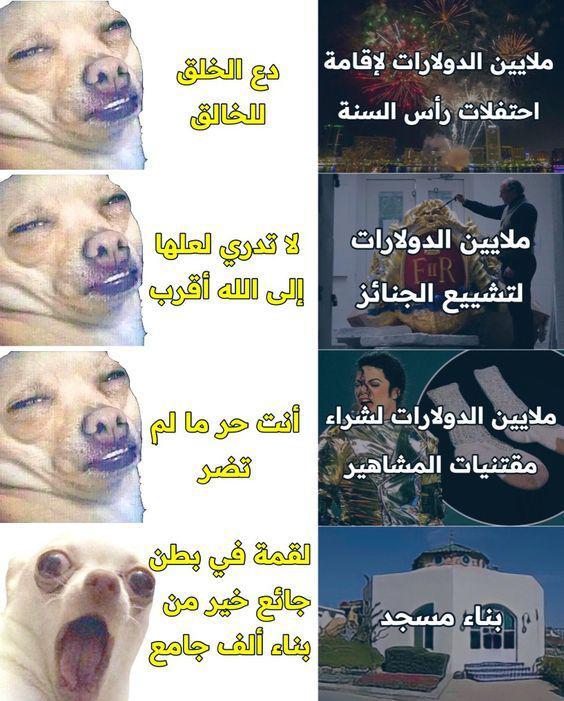 ملايين الدولارات لإقامة
احتفلات رأس السنة
دع الخلق
للخالق
ملايين الدولارات
لتشييع الجنائز
لا تدري لعلها
إلى الله أقرب
ملايين الدولارات لشراء
مقتنيات المشاهير
أنت حر ما لم
تضر
بناء مسجد
لقمة في بطن
جائع خير من
بناء ألف جامع